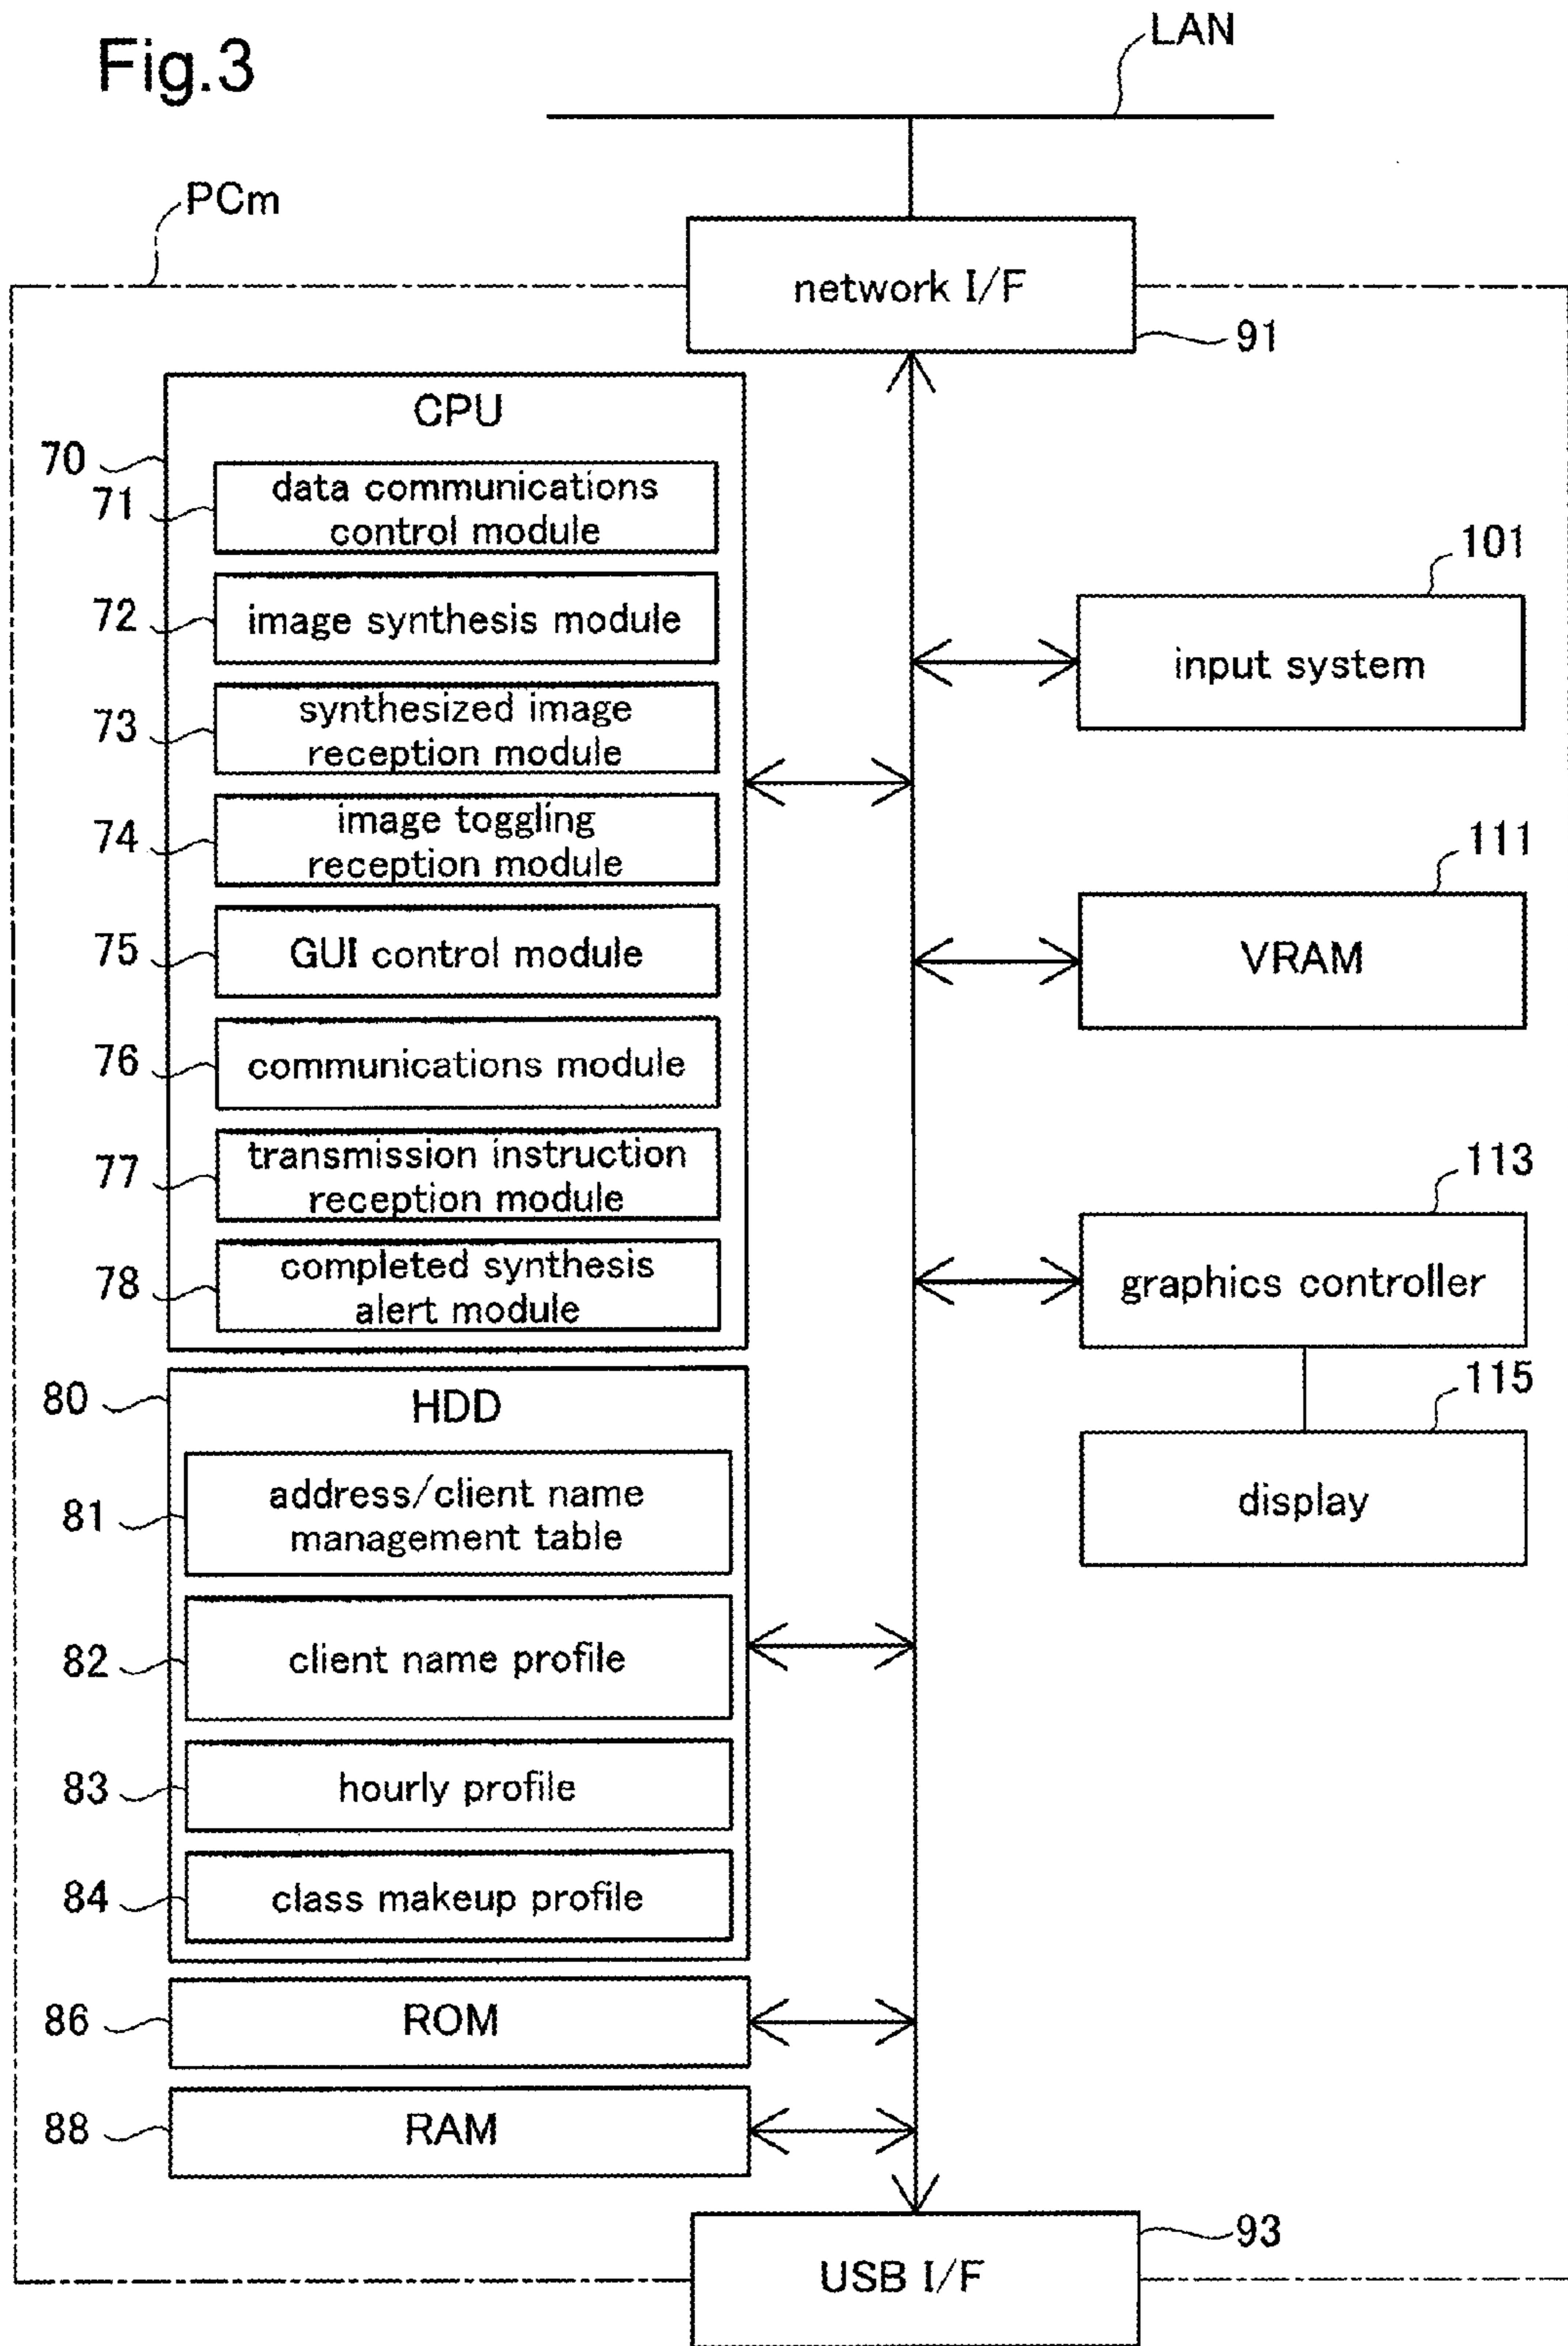 Fig.3
LAN
PCm
network I/F
91
CPU
70
data communications
control module
71
image synthesis module
72
synthesized image
reception module
73
image toggling
reception module
74
GUI control module
75
communications module
76
transmission instruction
reception module
77
completed synthesis
alert module
78
101
input system
111
VRAM
113
graphics controller
115
display
80
HDD
address/client name
management table
81
client name profile
82
hourly profile
83
class makeup profile
84
86
ROM
88
RAM
93
USB I/F